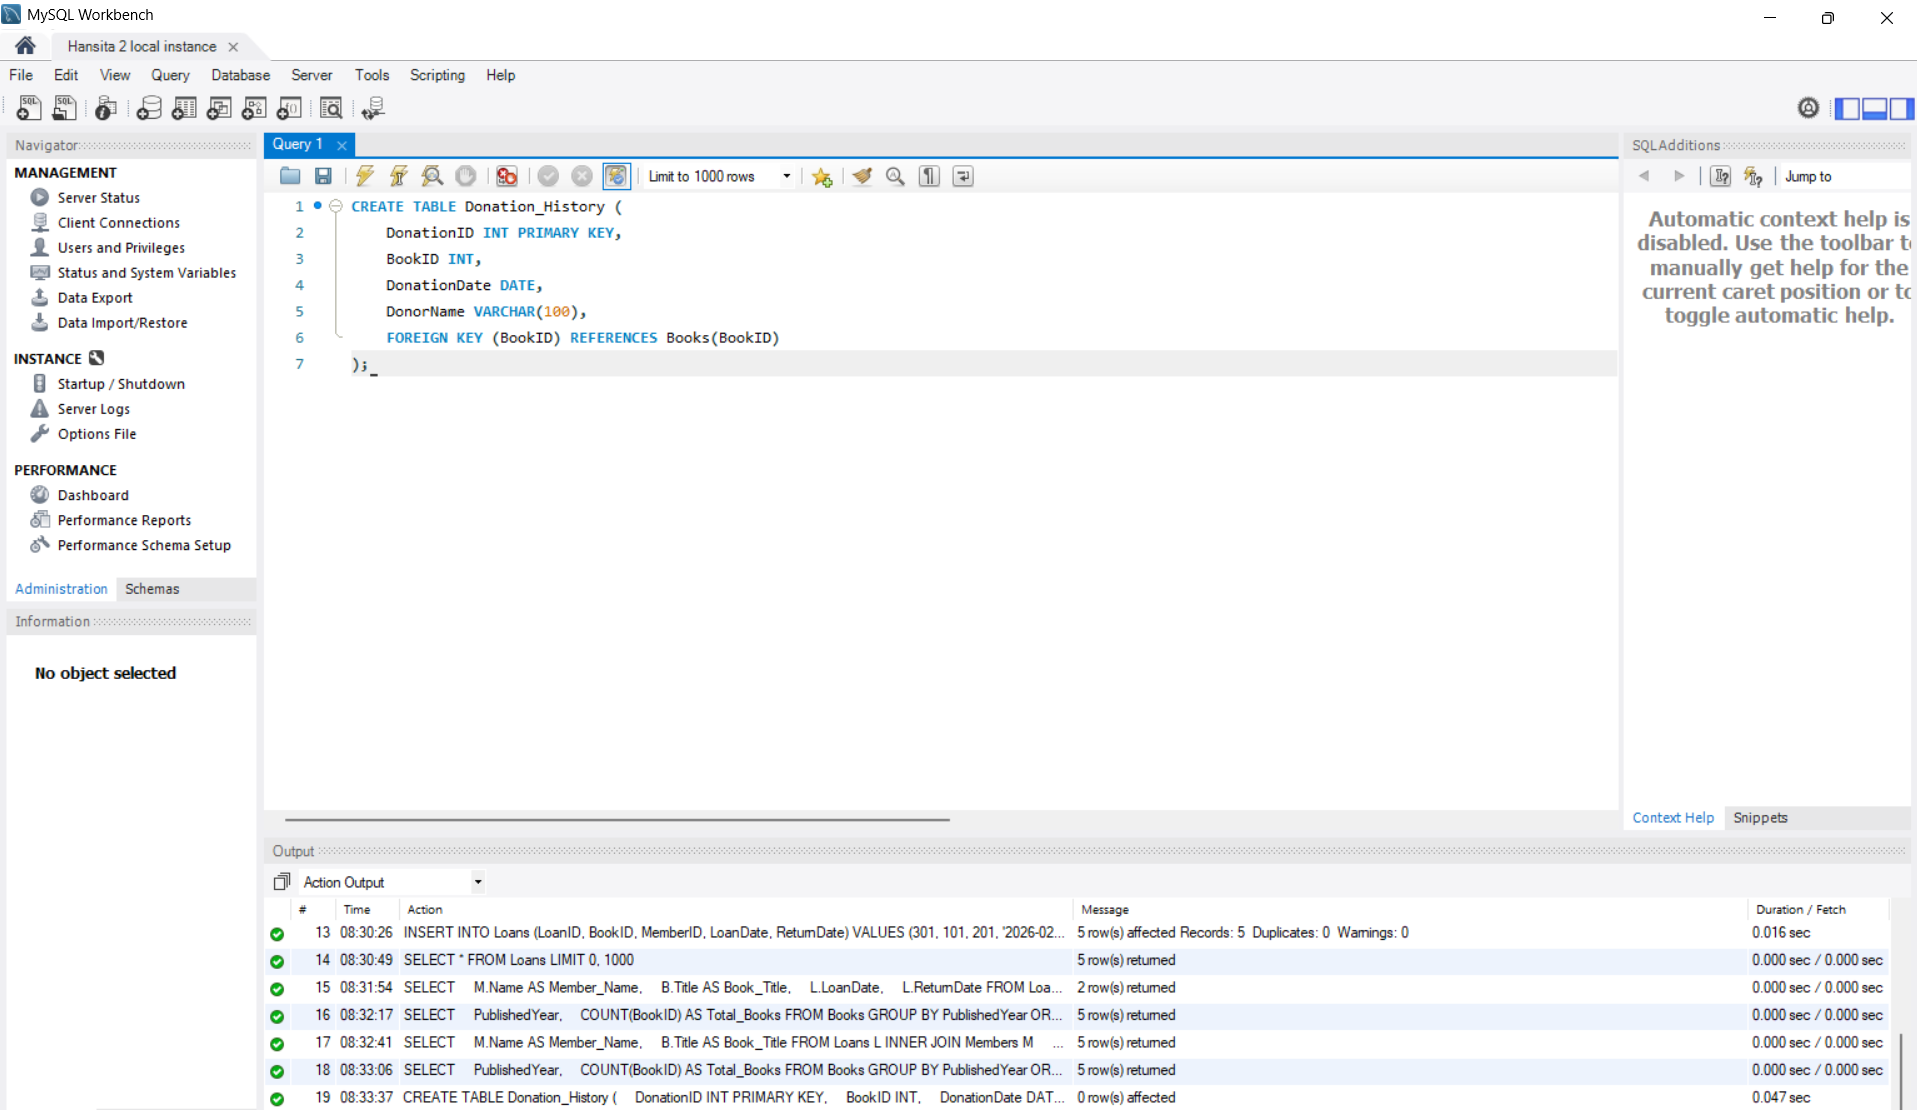 MySQL Workbench
Hansita 2 local instance
File Edit View Query Database Server Tools Scripting Help
Navigator
MANAGEMENT
Server Status
Client Connections
Users and Privileges
Status and System Variables
Data Export
Data Import/Restore
INSTANCE
Startup / Shutdown
Server Logs
Options File
PERFORMANCE
Dashboard
Performance Reports
Performance Schema Setup
Administration Schemas
Information
No object selected
Query 1
Limit to 1000 rows
1 CREATE TABLE Donation_History (
2 DonationID INT PRIMARY KEY,
3 BookID INT,
4 DonationDate DATE,
5 DonorName VARCHAR(100),
6 FOREIGN KEY (BookID) REFERENCES Books(BookID)
7 );
SQLAdditions
Jump to
Automatic context help is
disabled. Use the toolbar to
manually get help for the
current caret position or to
toggle automatic help.
Context Help Snippets
Output
Action Output
# Time Action Message Duration / Fetch
13 08:30:26 INSERT INTO Loans (LoanID, BookID, MemberID, LoanDate, ReturnDate) VALUES (301, 101, 201, '2026-02... 5 row(s) affected Records: 5 Duplicates: 0 Warnings: 0 0.016 sec
14 08:30:49 SELECT * FROM Loans LIMIT 0, 1000 5 row(s) returned 0.000 sec / 0.000 sec
15 08:31:54 SELECT M.Name AS Member_Name, B.Title AS Book_Title, L.LoanDate, L.ReturnDate FROM Loa... 2 row(s) returned 0.000 sec / 0.000 sec
16 08:32:17 SELECT PublishedYear, COUNT(BookID) AS Total_Books FROM Books GROUP BY PublishedYear OR... 5 row(s) returned 0.000 sec / 0.000 sec
17 08:32:41 SELECT M.Name AS Member_Name, B.Title AS Book_Title FROM Loans L INNER JOIN Members M ... 5 row(s) returned 0.000 sec / 0.000 sec
18 08:33:06 SELECT PublishedYear, COUNT(BookID) AS Total_Books FROM Books GROUP BY PublishedYear OR... 5 row(s) returned 0.000 sec / 0.000 sec
19 08:33:37 CREATE TABLE Donation_History ( DonationID INT PRIMARY KEY, BookID INT, DonationDate DAT... 0 row(s) affected 0.047 sec